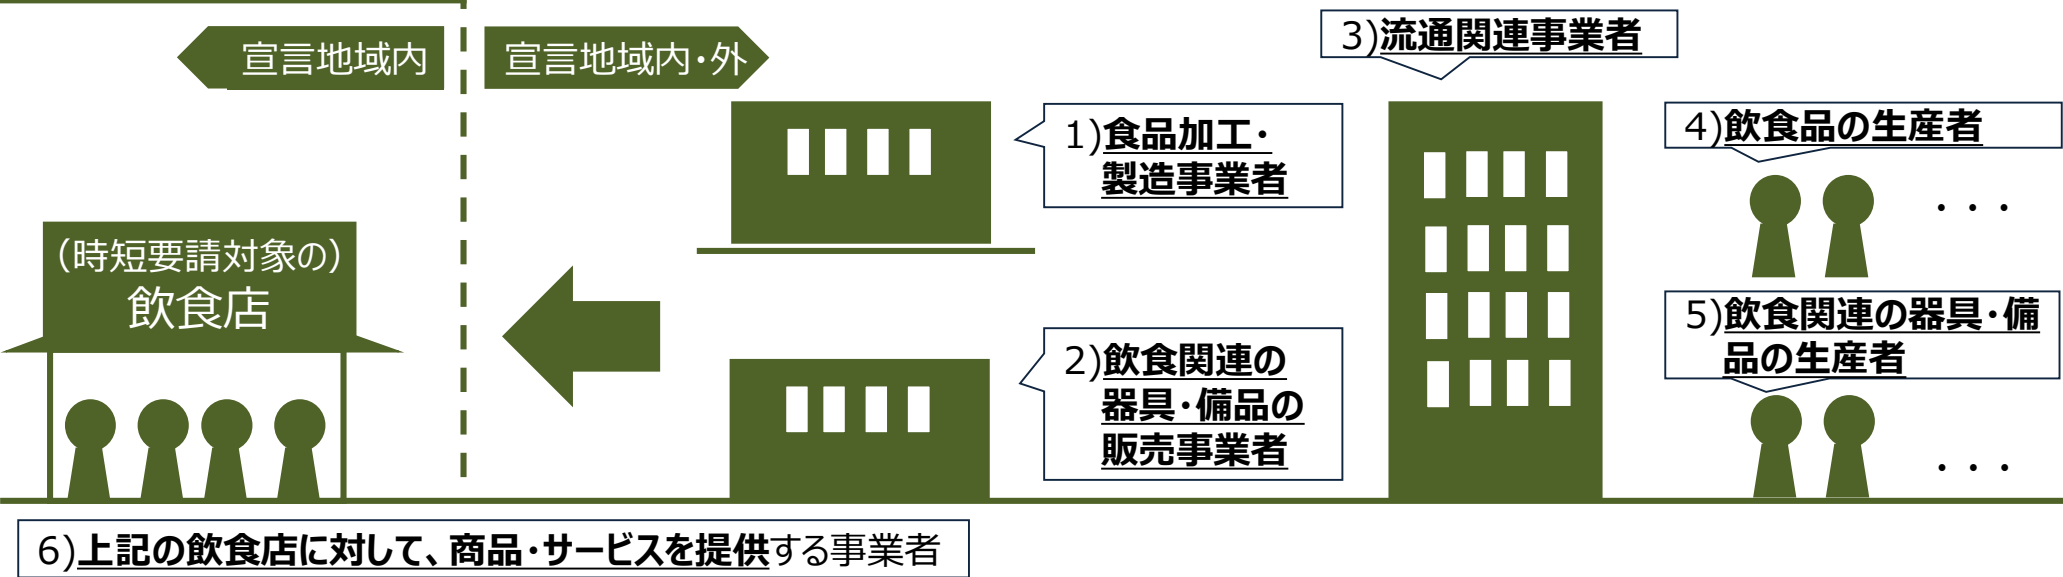 宣言地域内
宣言地域内・外
3)流通関連事業者
1)食品加工・
製造事業者
4)飲食品の生産者
・・・
(時短要請対象の)
飲食店
2)飲食関連の
器具・備品の
販売事業者
5)飲食関連の器具・備
品の生産者
・・・
6)上記の飲食店に対して、商品・サービスを提供する事業者